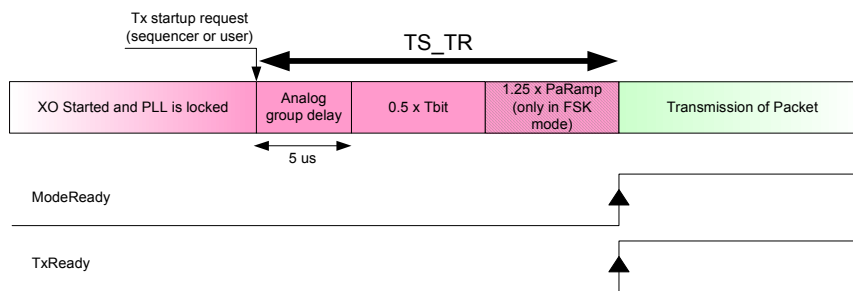 Tx startup request
(sequencer or user)
TS_TR
XO Started and PLL is locked
Analog
group delay
0.5 x Tbit
1.25 x PaRamp
(only in FSK
mode)
Transmission of Packet
5 us
ModeReady
TxReady